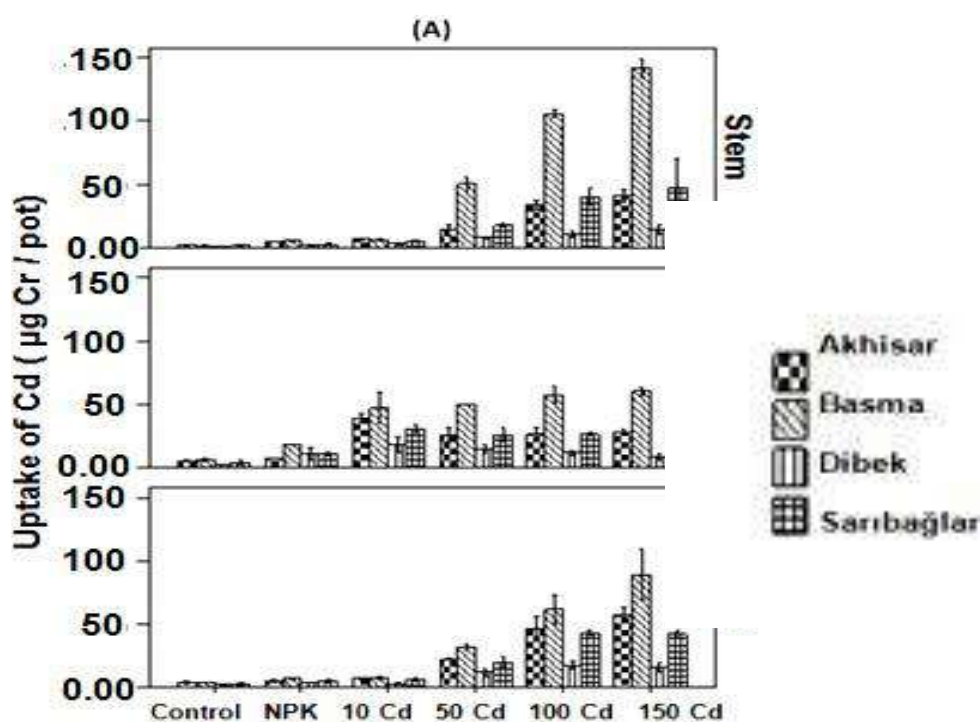 (A)
150
100
50
0.00
Stem
150
100
50
0.00
150
100
50
0.00
Uptake of Cd ( µg Cr / pot)
Control NPK 10 Cd 50 Cd 100 Cd 150 Cd
Akhisar
Basma
Dibek
Sarıbağlar